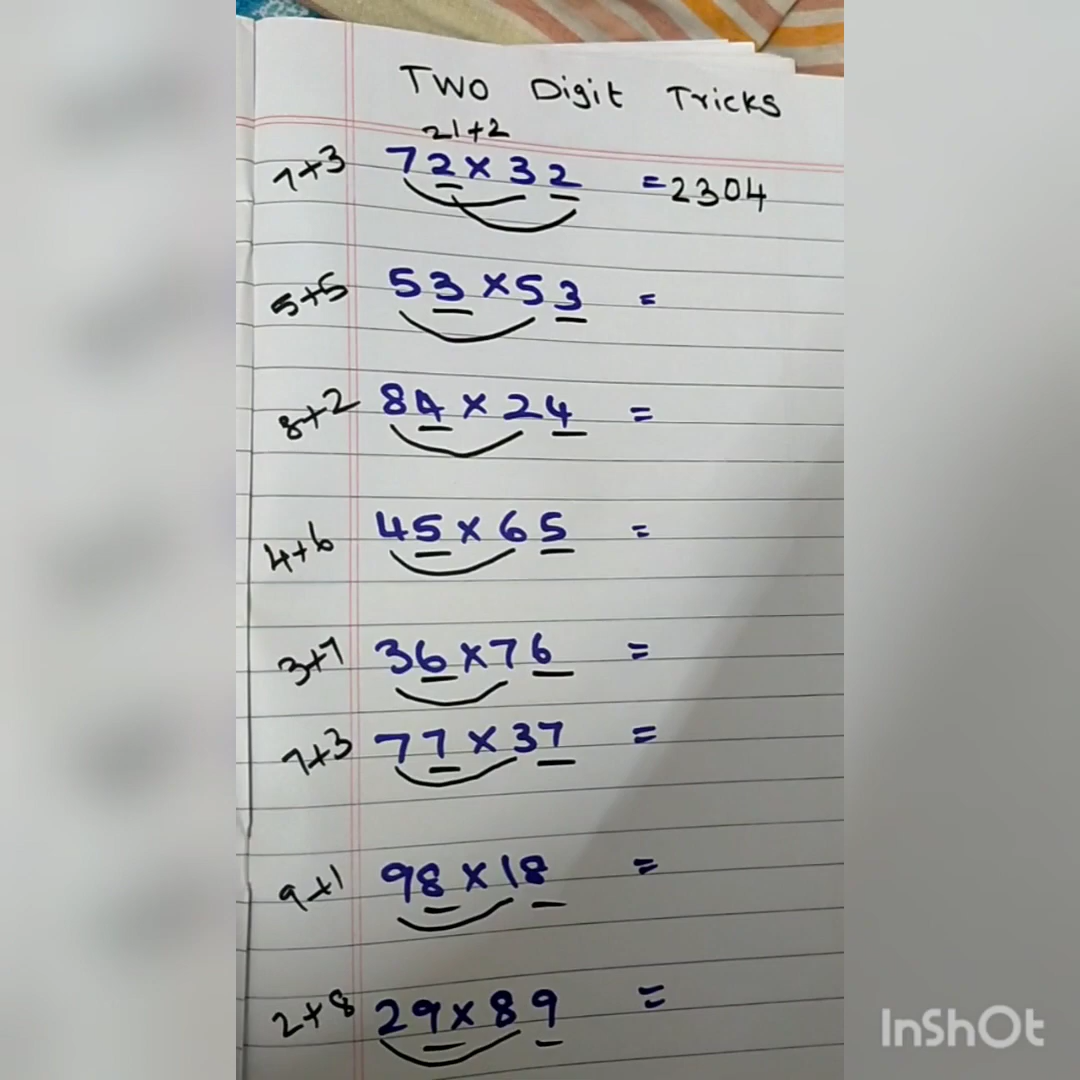 Two Digit Tricks
21+2
7+3 72×32 =2304
5+5 53×53 =
8+2 84×24 =
4+6 45×65 =
3+7 36×76 =
7+3 77×37 =
9+1 98×18 =
2+8 29×89 =
InShOt